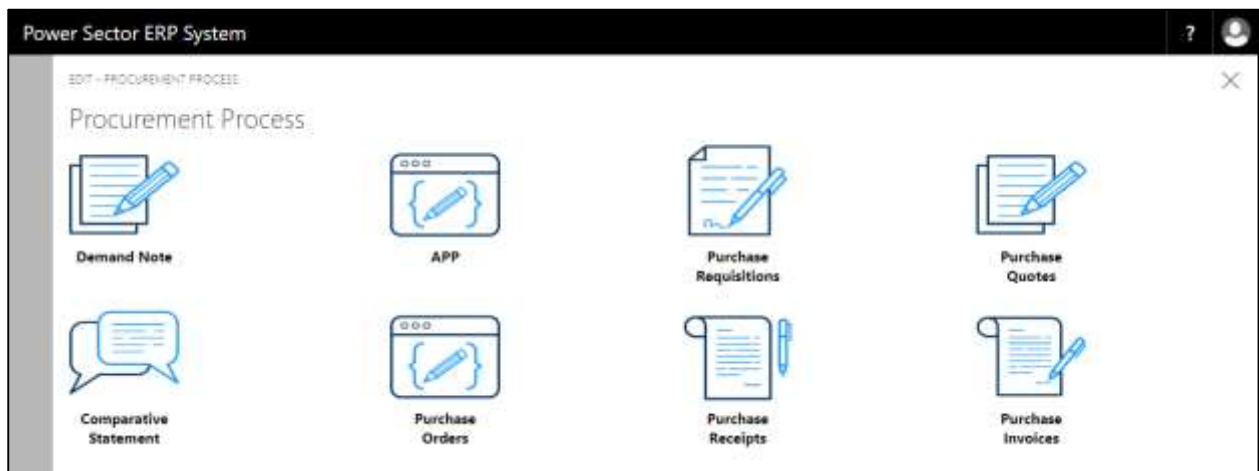 Power Sector ERP System ?
EDIT - PROCUREMENT PROCESS
Procurement Process
Demand Note
APP
Purchase
Requisitions
Purchase
Quotes
Comparative
Statement
Purchase
Orders
Purchase
Receipts
Purchase
Invoices